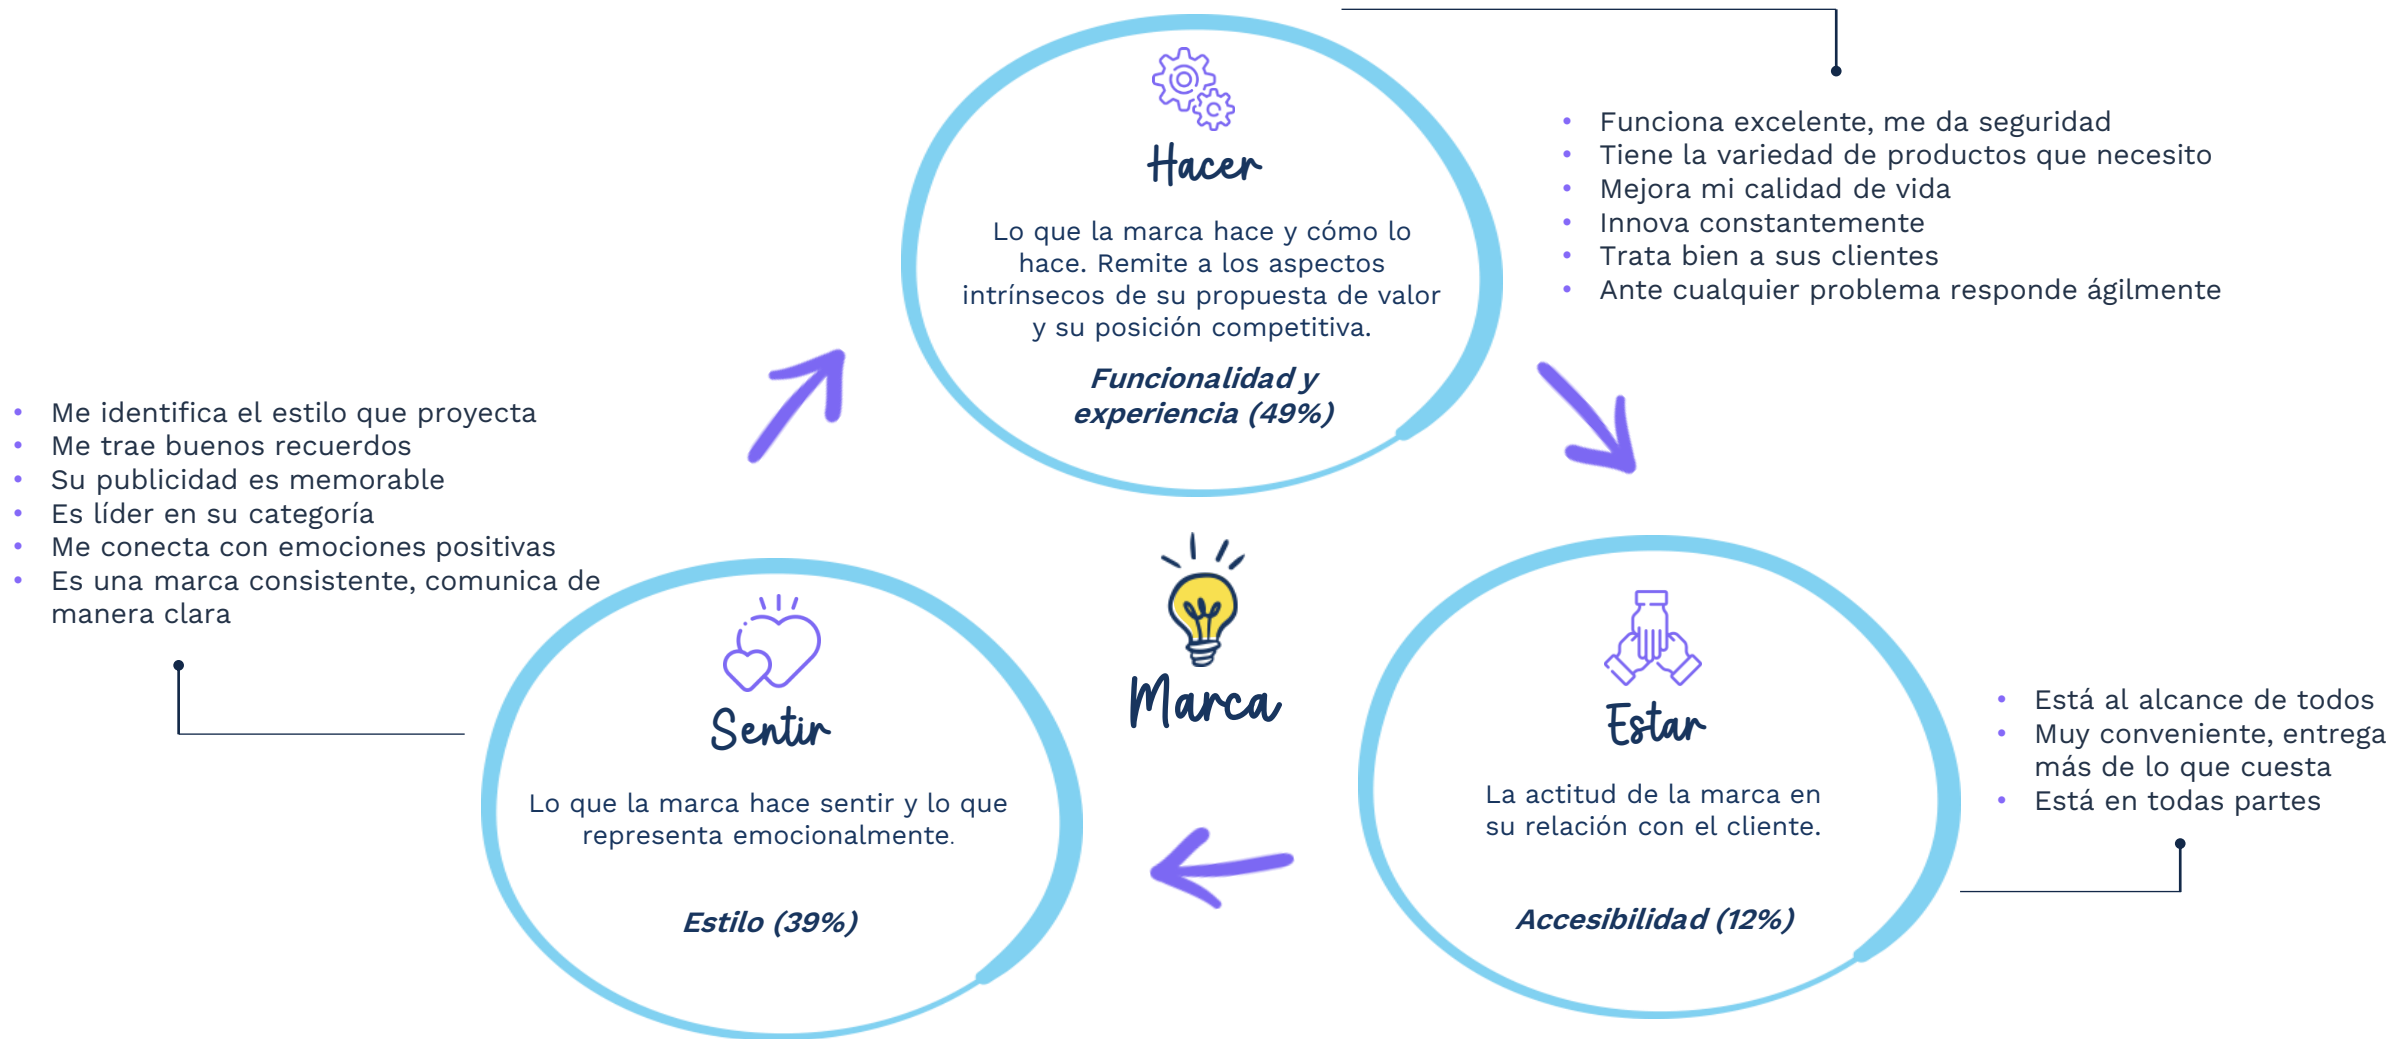 Hacer
Lo que la marca hace y cómo lo
hace. Remite a los aspectos
intrínsecos de su propuesta de valor
y su posición competitiva.
Funcionalidad y
experiencia (49%)
• Funciona excelente, me da seguridad
• Tiene la variedad de productos que necesito
• Mejora mi calidad de vida
• Innova constantemente
• Trata bien a sus clientes
• Ante cualquier problema responde ágilmente
• Me identifica el estilo que proyecta
• Me trae buenos recuerdos
• Su publicidad es memorable
• Es líder en su categoría
• Me conecta con emociones positivas
• Es una marca consistente, comunica de
manera clara
Sentir
Lo que la marca hace sentir y lo que
representa emocionalmente.
Estilo (39%)
Marca
Estar
La actitud de la marca en
su relación con el cliente.
Accesibilidad (12%)
• Está al alcance de todos
• Muy conveniente, entrega
más de lo que cuesta
• Está en todas partes